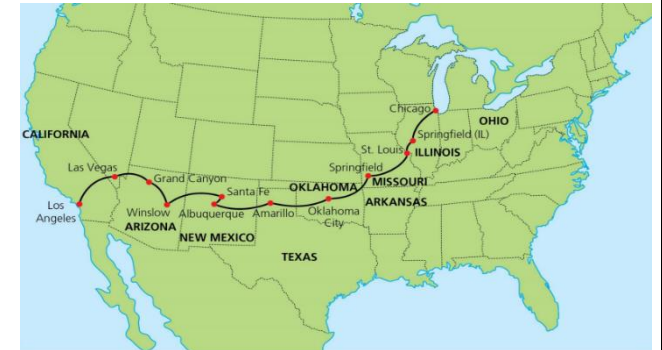 Chicago
OHIO
CALIFORNIA
Springfield (IL)
St. Louis
ILLINOIS
Las Vegas
Springfield
Grand Canyon
MISSOURI
Santa Fe
OKLAHOMA
ARKANSAS
Los
Angeles
Winslow
Albuquerque
Amarillo
Oklahoma
City
ARIZONA
NEW MEXICO
TEXAS